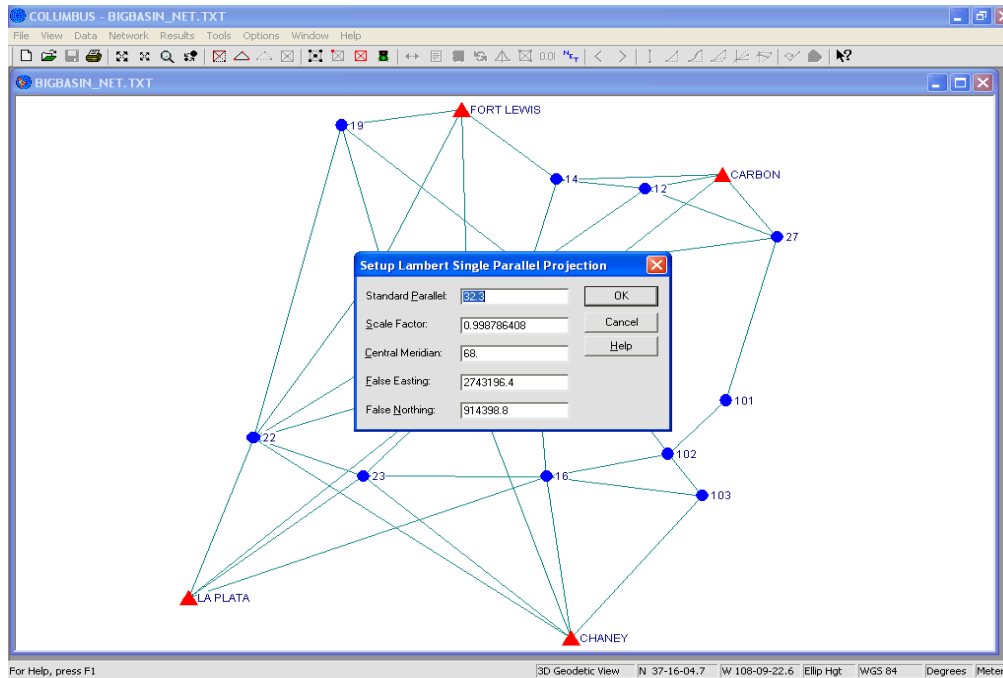 COLUMBUS - BIGBASIN_NET.TXT
File View Data Network Results Tools Options Window Help
0.01
BIGBASIN_NET.TXT
FORT LEWIS
19
14
CARBON
12
27
Setup Lambert Single Parallel Projection
Standard Parallel: 32.3 OK
Scale Factor: 0.998786408 Cancel
Central Meridian: 68. Help
False Easting: 2743196.4
False Northing: 914398.8
101
22
102
23
16
103
LA PLATA
CHANEY
For Help, press F1 3D Geodetic View N 37-16-04.7 W 108-09-22.6 Ellip Hgt WGS 84 Degrees Meter